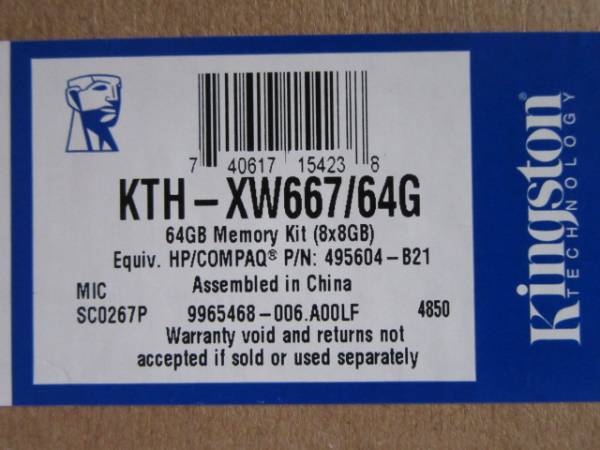 7 40617 15423 8
KTH-XW667/64G
64GB Memory Kit (8x8GB)
Equiv. HP/COMPAQ® P/N: 495604-B21
Assembled in China
MIC
SC0267P 9965468-006.A00LF 4850
Warranty void and returns not
accepted if sold or used separately
Kingston®
TECHNOLOGY